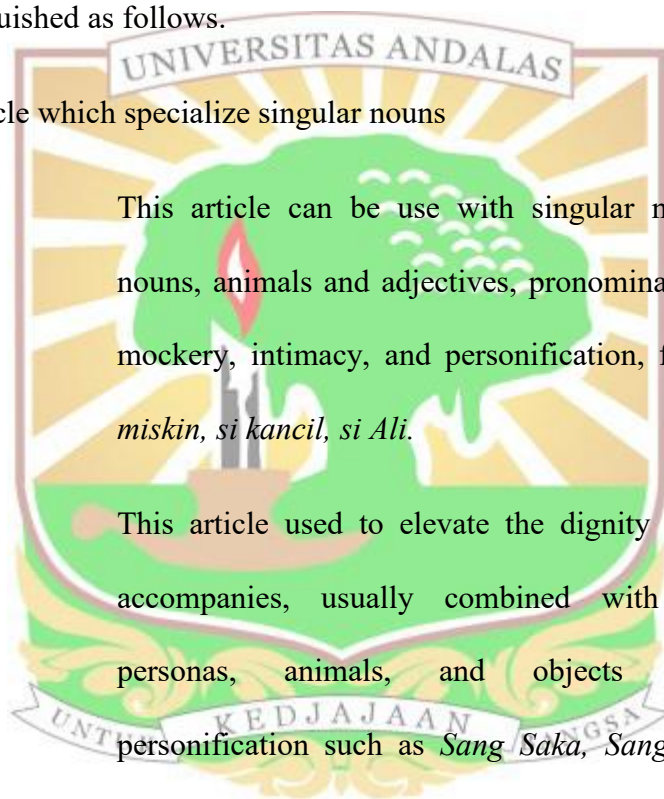 uished as follows.
UNIVERSITAS ANDALAS
cle which specialize singular nouns
This article can be use with singular n
nouns, animals and adjectives, pronomina
mockery, intimacy, and personification, f
miskin, si kancil, si Ali.
This article used to elevate the dignity
accompanies, usually combined with
personas, animals, and objects
UNTUK KEDJAJAAN BANGSA
personification such as Sang Saka, Sang